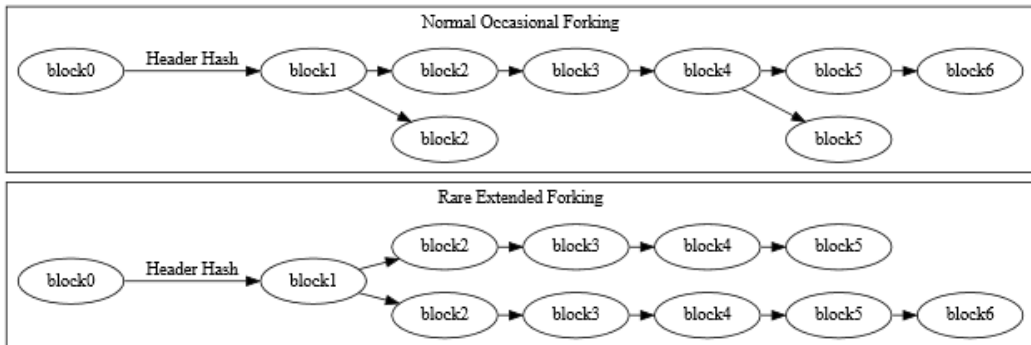 Normal Occasional Forking
block0 Header Hash block1 block2 block3 block4 block5 block6
block2 block5
Rare Extended Forking
block2 block3 block4 block5
block0 Header Hash block1
block2 block3 block4 block5 block6